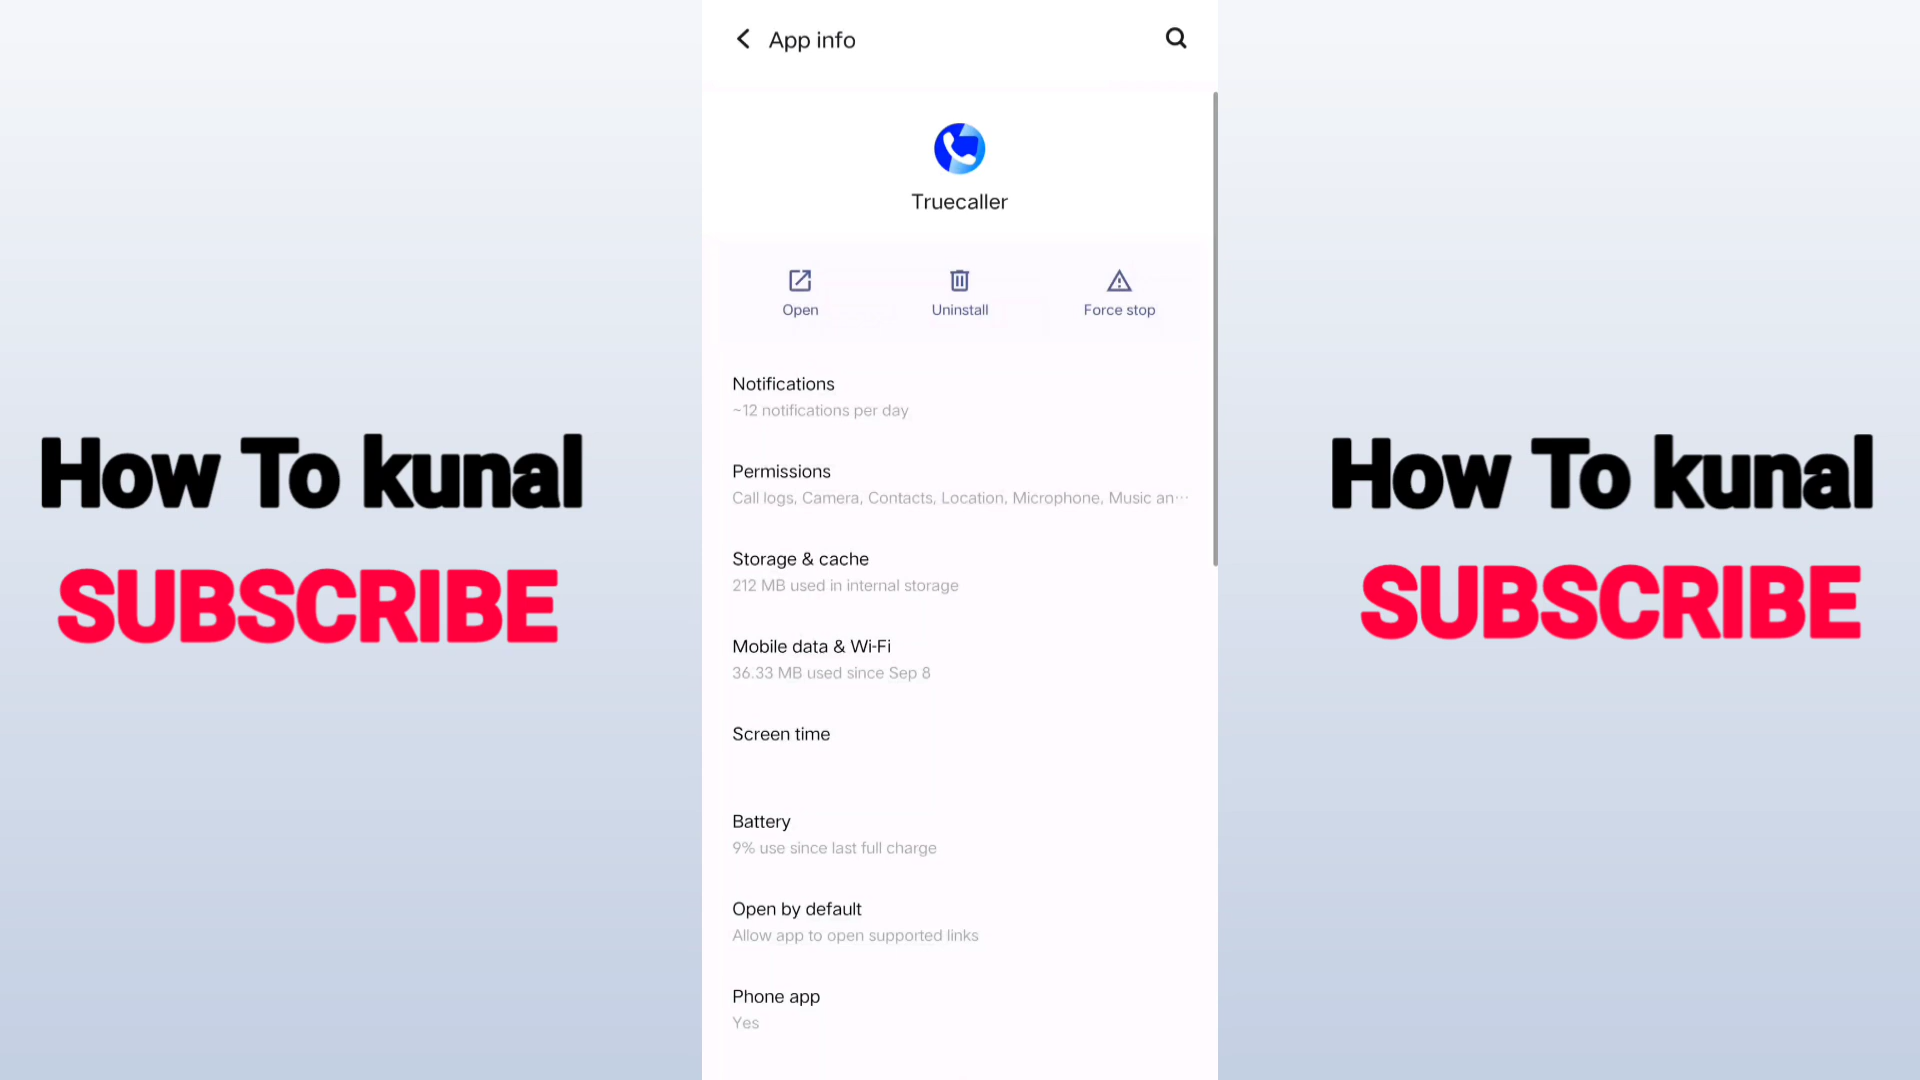 App info
Truecaller
Open
Uninstall
Force stop
Notifications
~12 notifications per day
Permissions
Call logs, Camera, Contacts, Location, Microphone, Music an···
Storage & cache
212 MB used in internal storage
Mobile data & Wi-Fi
36.33 MB used since Sep 8
Screen time
Battery
9% use since last full charge
Open by default
Allow app to open supported links
Phone app
Yes
How To kunal
SUBSCRIBE
How To kunal
SUBSCRIBE